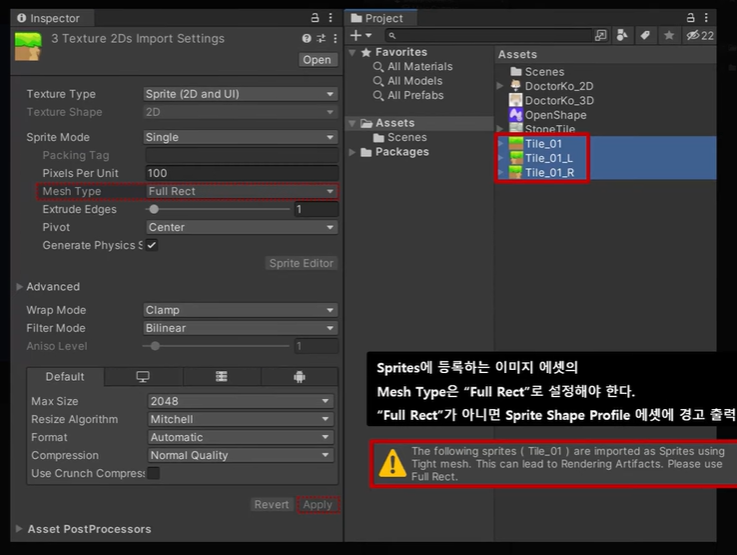 Inspector
3 Texture 2Ds Import Settings
Open
Texture Type Sprite (2D and UI)
Texture Shape 2D
Sprite Mode Single
Packing Tag
Pixels Per Unit 100
Mesh Type Full Rect
Extrude Edges 1
Pivot Center
Generate Physics S
Sprite Editor
Advanced
Wrap Mode Clamp
Filter Mode Bilinear
Aniso Level 1
Default
Max Size 2048
Resize Algorithm Mitchell
Format Automatic
Compression Normal Quality
Use Crunch Compress
Revert Apply
Asset PostProcessors
Project
22
Favorites
All Materials
All Models
All Prefabs
Assets
Scenes
Packages
Assets
Scenes
DoctorKo_2D
DoctorKo_3D
OpenShape
StoneTile
Tile_01
Tile_01_L
Tile_01_R
Sprites에 등록하는 이미지 에셋의
Mesh Type은 “Full Rect”로 설정해야 한다.
“Full Rect”가 아니면 Sprite Shape Profile 에셋에 경고 출력
The following sprites ( Tile_01 ) are imported as Sprites using
Tight mesh. This can lead to Rendering Artifacts. Please use
Full Rect.